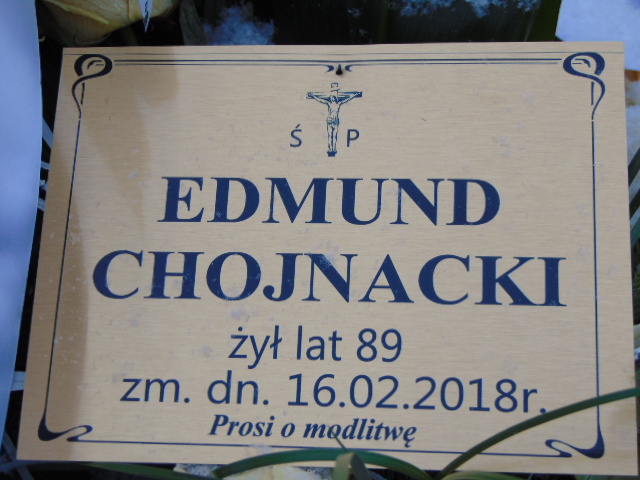 Ś P
EDMUND
CHOJNACKI
żył lat 89
zm. dn. 16.02.2018r.
Prosi o modlitwę